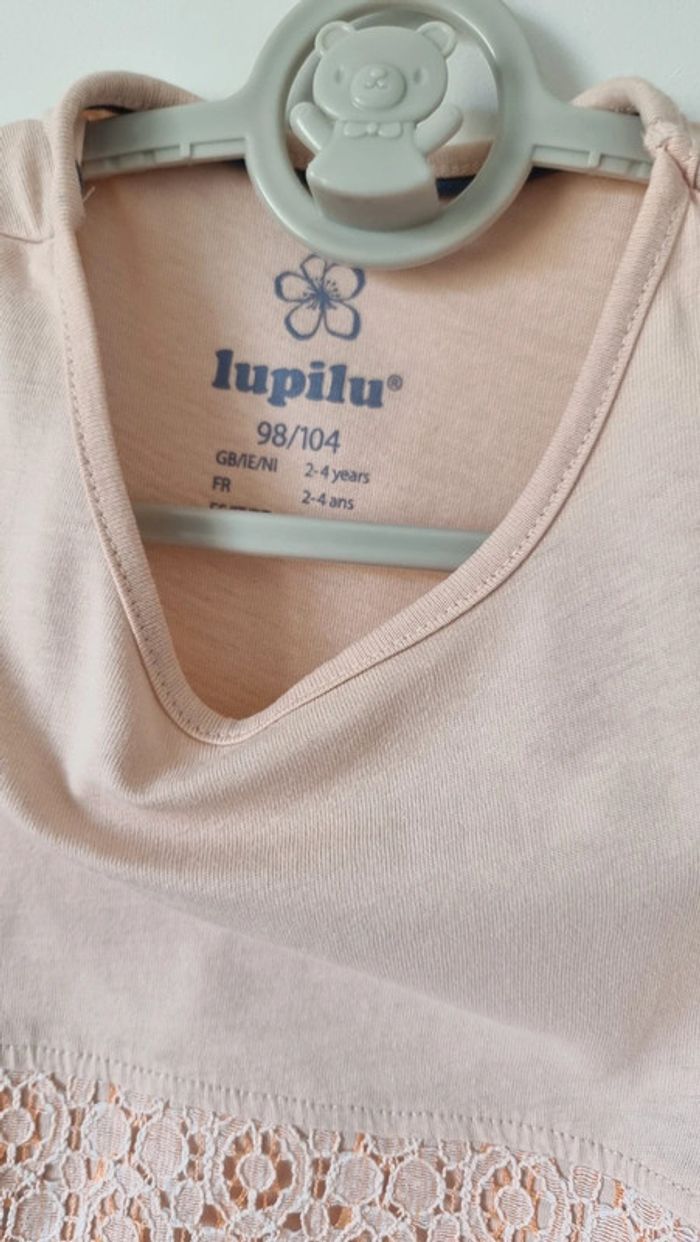 lupilu®
98/104
GB/IE/NI 2-4 years
FR 2-4 ans